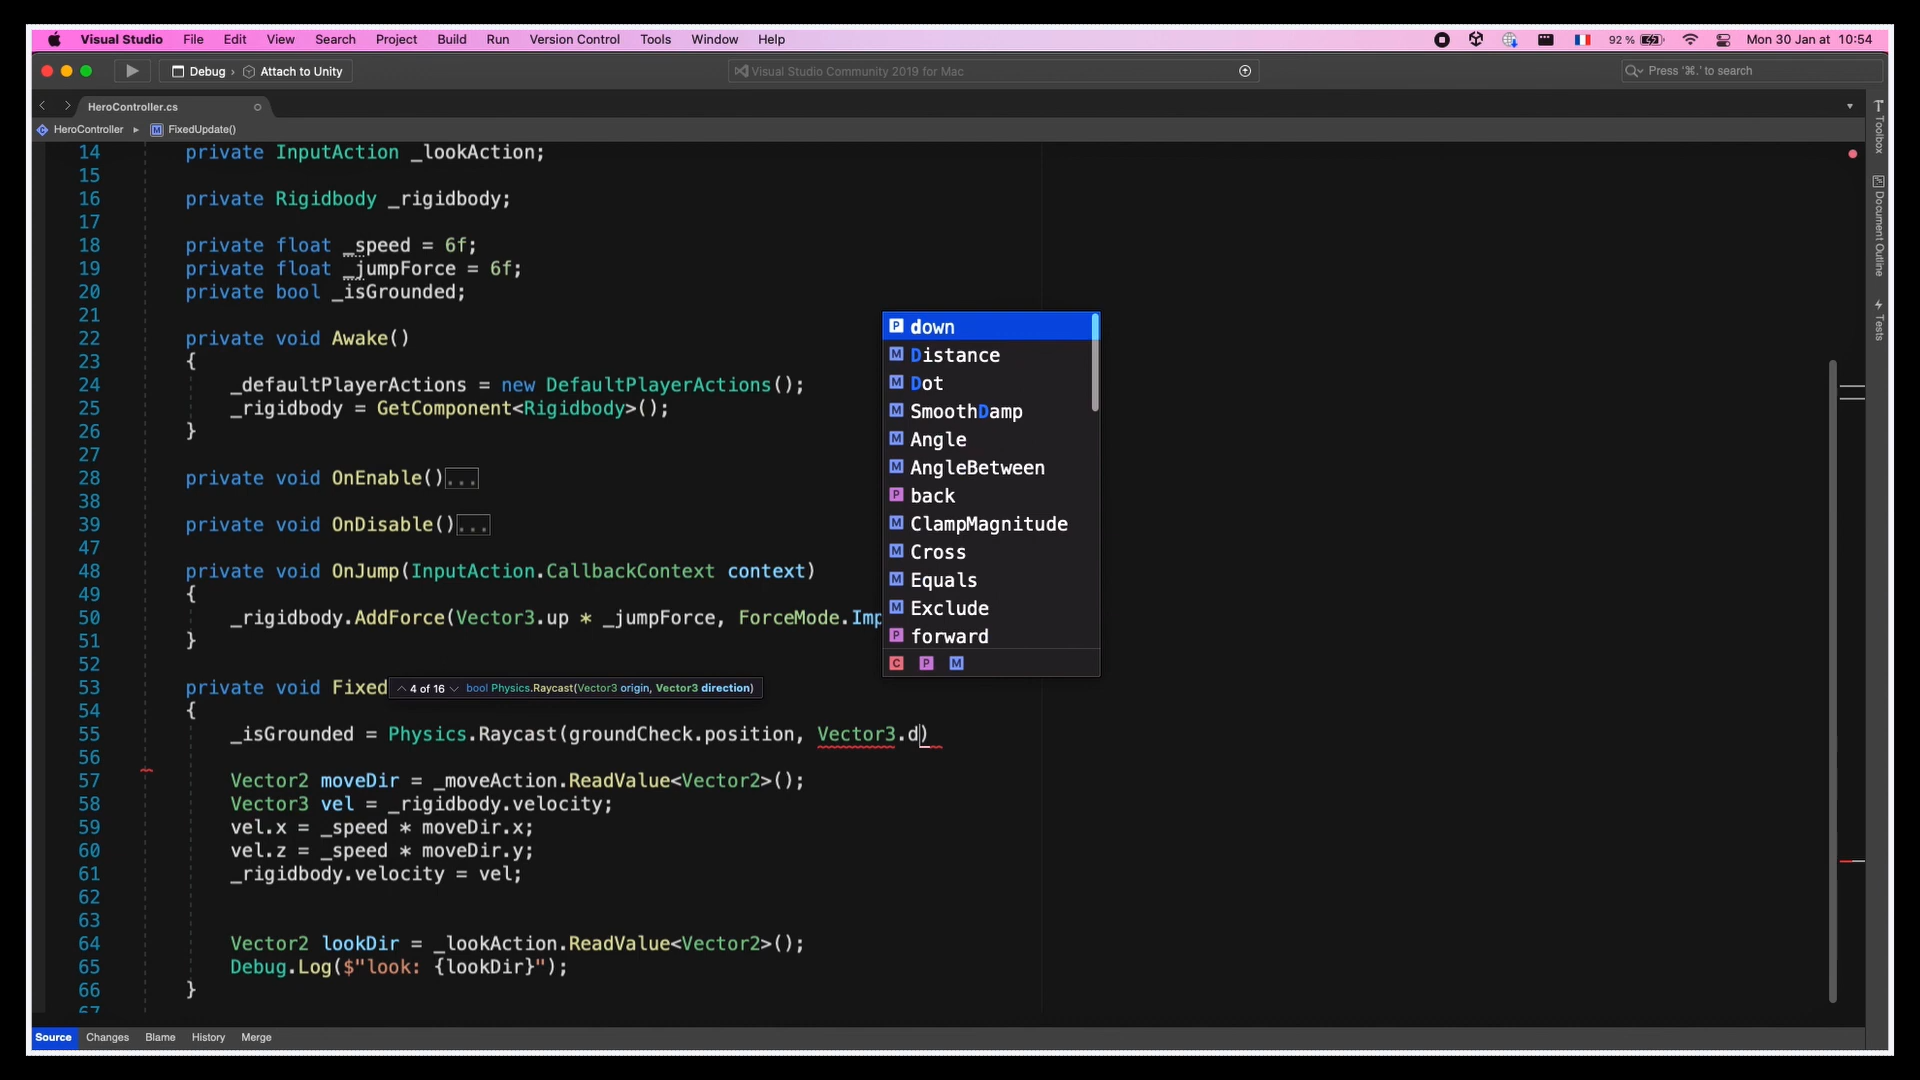 Visual Studio File Edit View Search Project Build Run Version Control Tools Window Help 92 % Mon 30 Jan at 10:54
Debug › Attach to Unity Visual Studio Community 2019 for Mac Press '⌘.' to search
HeroController.cs
HeroController ▸ M FixedUpdate()
14 private InputAction _lookAction;
15
16 private Rigidbody _rigidbody;
17
18 private float _speed = 6f;
19 private float _jumpForce = 6f;
20 private bool _isGrounded;
21
22 private void Awake()
23 {
24 _defaultPlayerActions = new DefaultPlayerActions();
25 _rigidbody = GetComponent<Rigidbody>();
26 }
27
28 private void OnEnable()...
38
39 private void OnDisable()...
47
48 private void OnJump(InputAction.CallbackContext context)
49 {
50 _rigidbody.AddForce(Vector3.up * _jumpForce, ForceMode.Imp
51 }
52
53 private void Fixed
4 of 16 bool Physics.Raycast(Vector3 origin, Vector3 direction)
54 {
55 _isGrounded = Physics.Raycast(groundCheck.position, Vector3.d)
56
57 Vector2 moveDir = _moveAction.ReadValue<Vector2>();
58 Vector3 vel = _rigidbody.velocity;
59 vel.x = _speed * moveDir.x;
60 vel.z = _speed * moveDir.y;
61 _rigidbody.velocity = vel;
62
63
64 Vector2 lookDir = _lookAction.ReadValue<Vector2>();
65 Debug.Log($"look: {lookDir}");
66 }
67
P down
M Distance
M Dot
M SmoothDamp
M Angle
M AngleBetween
P back
M ClampMagnitude
M Cross
M Equals
M Exclude
P forward
C P M
Toolbox
Document Outline
Tests
Source Changes Blame History Merge